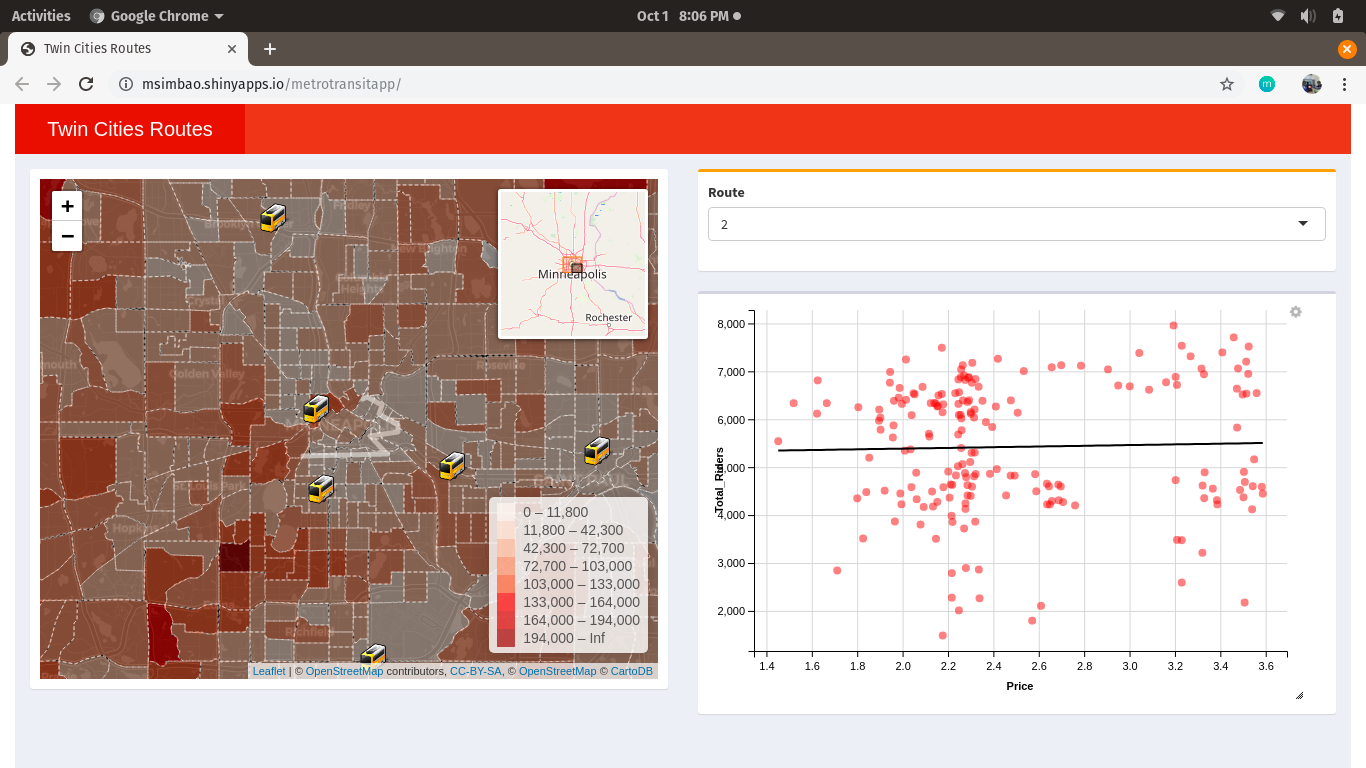 Activities
Google Chrome
Oct 1 8:06 PM
Twin Cities Routes
msimbao.shinyapps.io/metrotransitapp/
m
Twin Cities Routes
+
−
Crystal
Golden Valley
Roseville
Hopkins
Richfield
Minneapolis
Rochester
0 – 11,800
11,800 – 42,300
42,300 – 72,700
72,700 – 103,000
103,000 – 133,000
133,000 – 164,000
164,000 – 194,000
194,000 – Inf
Leaflet | © OpenStreetMap contributors, CC-BY-SA, © OpenStreetMap © CartoDB
Route
2
8,000
7,000
6,000
5,000
4,000
3,000
2,000
Total_Riders
1.4 1.6 1.8 2.0 2.2 2.4 2.6 2.8 3.0 3.2 3.4 3.6
Price